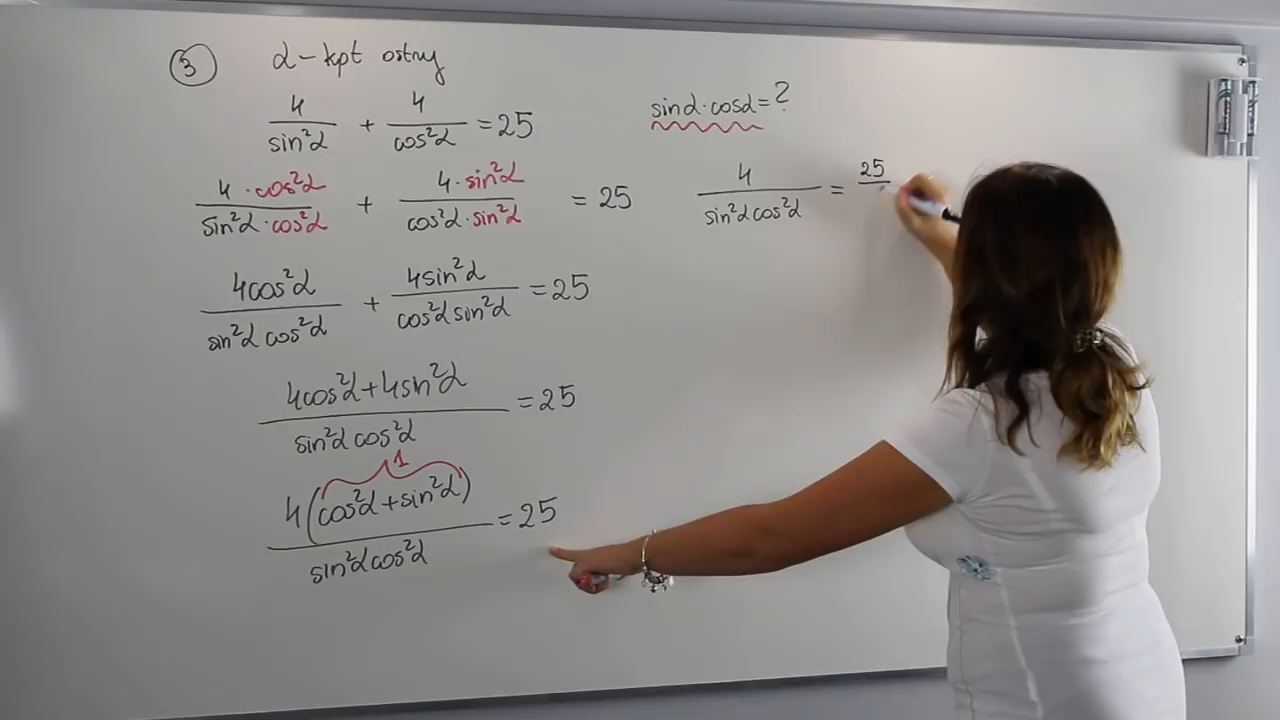 ③ α - kpt ostry
4/sin²α + 4/cos²α = 25
4·cos²α/sin²α·cos²α + 4·sin²α/cos²α·sin²α = 25
4cos²α/sin²α cos²α + 4sin²α/cos²α sin²α = 25
4cos²α+4sin²α/sin²α cos²α = 25
1
4(cos²α+sin²α)/sin²α cos²α = 25
sinα·cosα = ?
4/sin²α cos²α = 25/